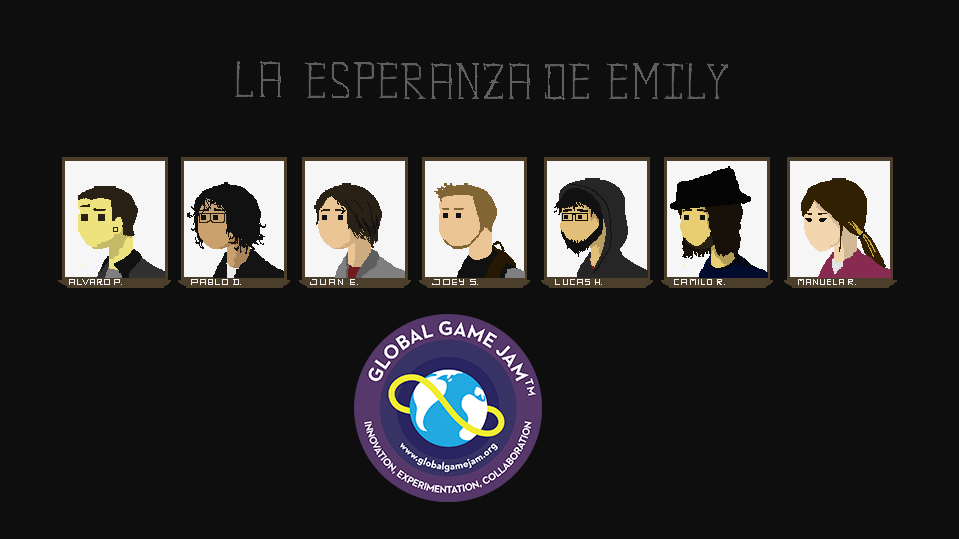 LA ESPERANZA DE EMILY
ALVARO P.
PABLO D.
JUAN E.
JOEY S.
LUCAS H.
CAMILO R.
MANUELA R.
GLOBAL GAME JAM™
www.globalgamejam.org
INNOVATION, EXPERIMENTATION, COLLABORATION